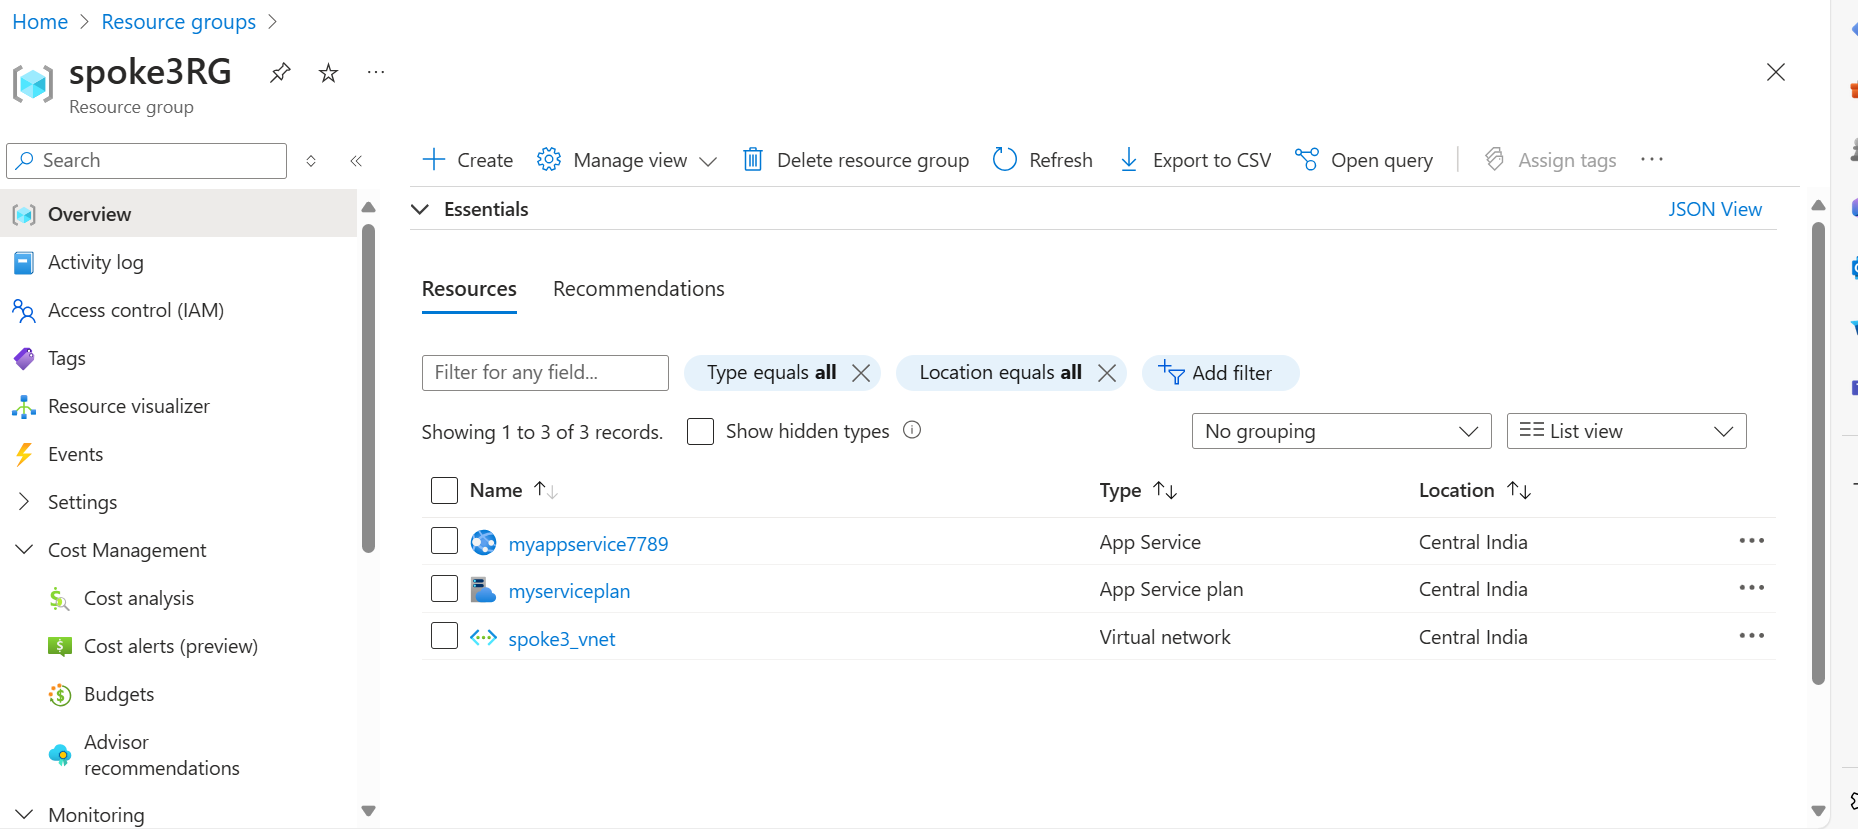 Home > Resource groups >
spoke3RG
Resource group
Search
Overview
Activity log
Access control (IAM)
Tags
Resource visualizer
Events
Settings
Cost Management
Cost analysis
Cost alerts (preview)
Budgets
Advisor
recommendations
Monitoring
Create Manage view Delete resource group Refresh Export to CSV Open query Assign tags
Essentials JSON View
Resources Recommendations
Filter for any field... Type equals all Location equals all Add filter
Showing 1 to 3 of 3 records. Show hidden types No grouping List view
Name Type Location
myappservice7789 App Service Central India
myserviceplan App Service plan Central India
spoke3_vnet Virtual network Central India